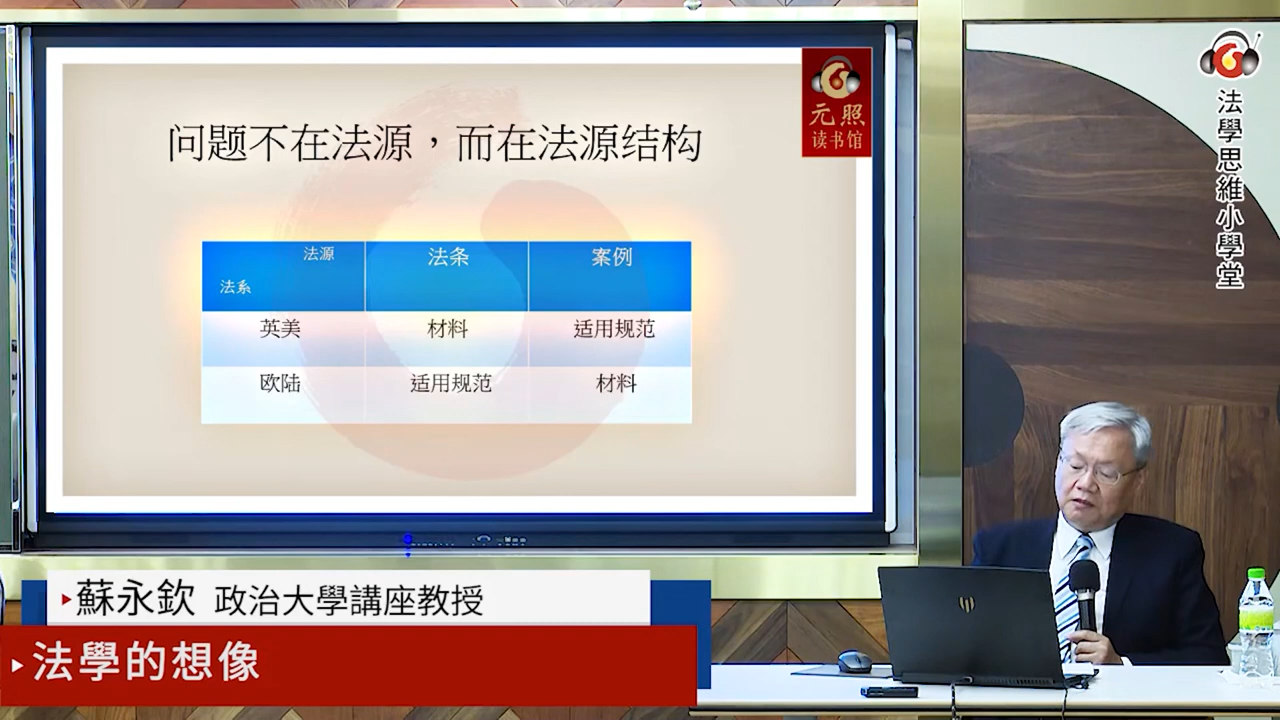 问题不在法源，而在法源结构
元照
读书馆
法源
法系
法条
案例
英美
材料
适用规范
欧陆
适用规范
材料
法學思維小學堂
蘇永欽 政治大學講座教授
法學的想像